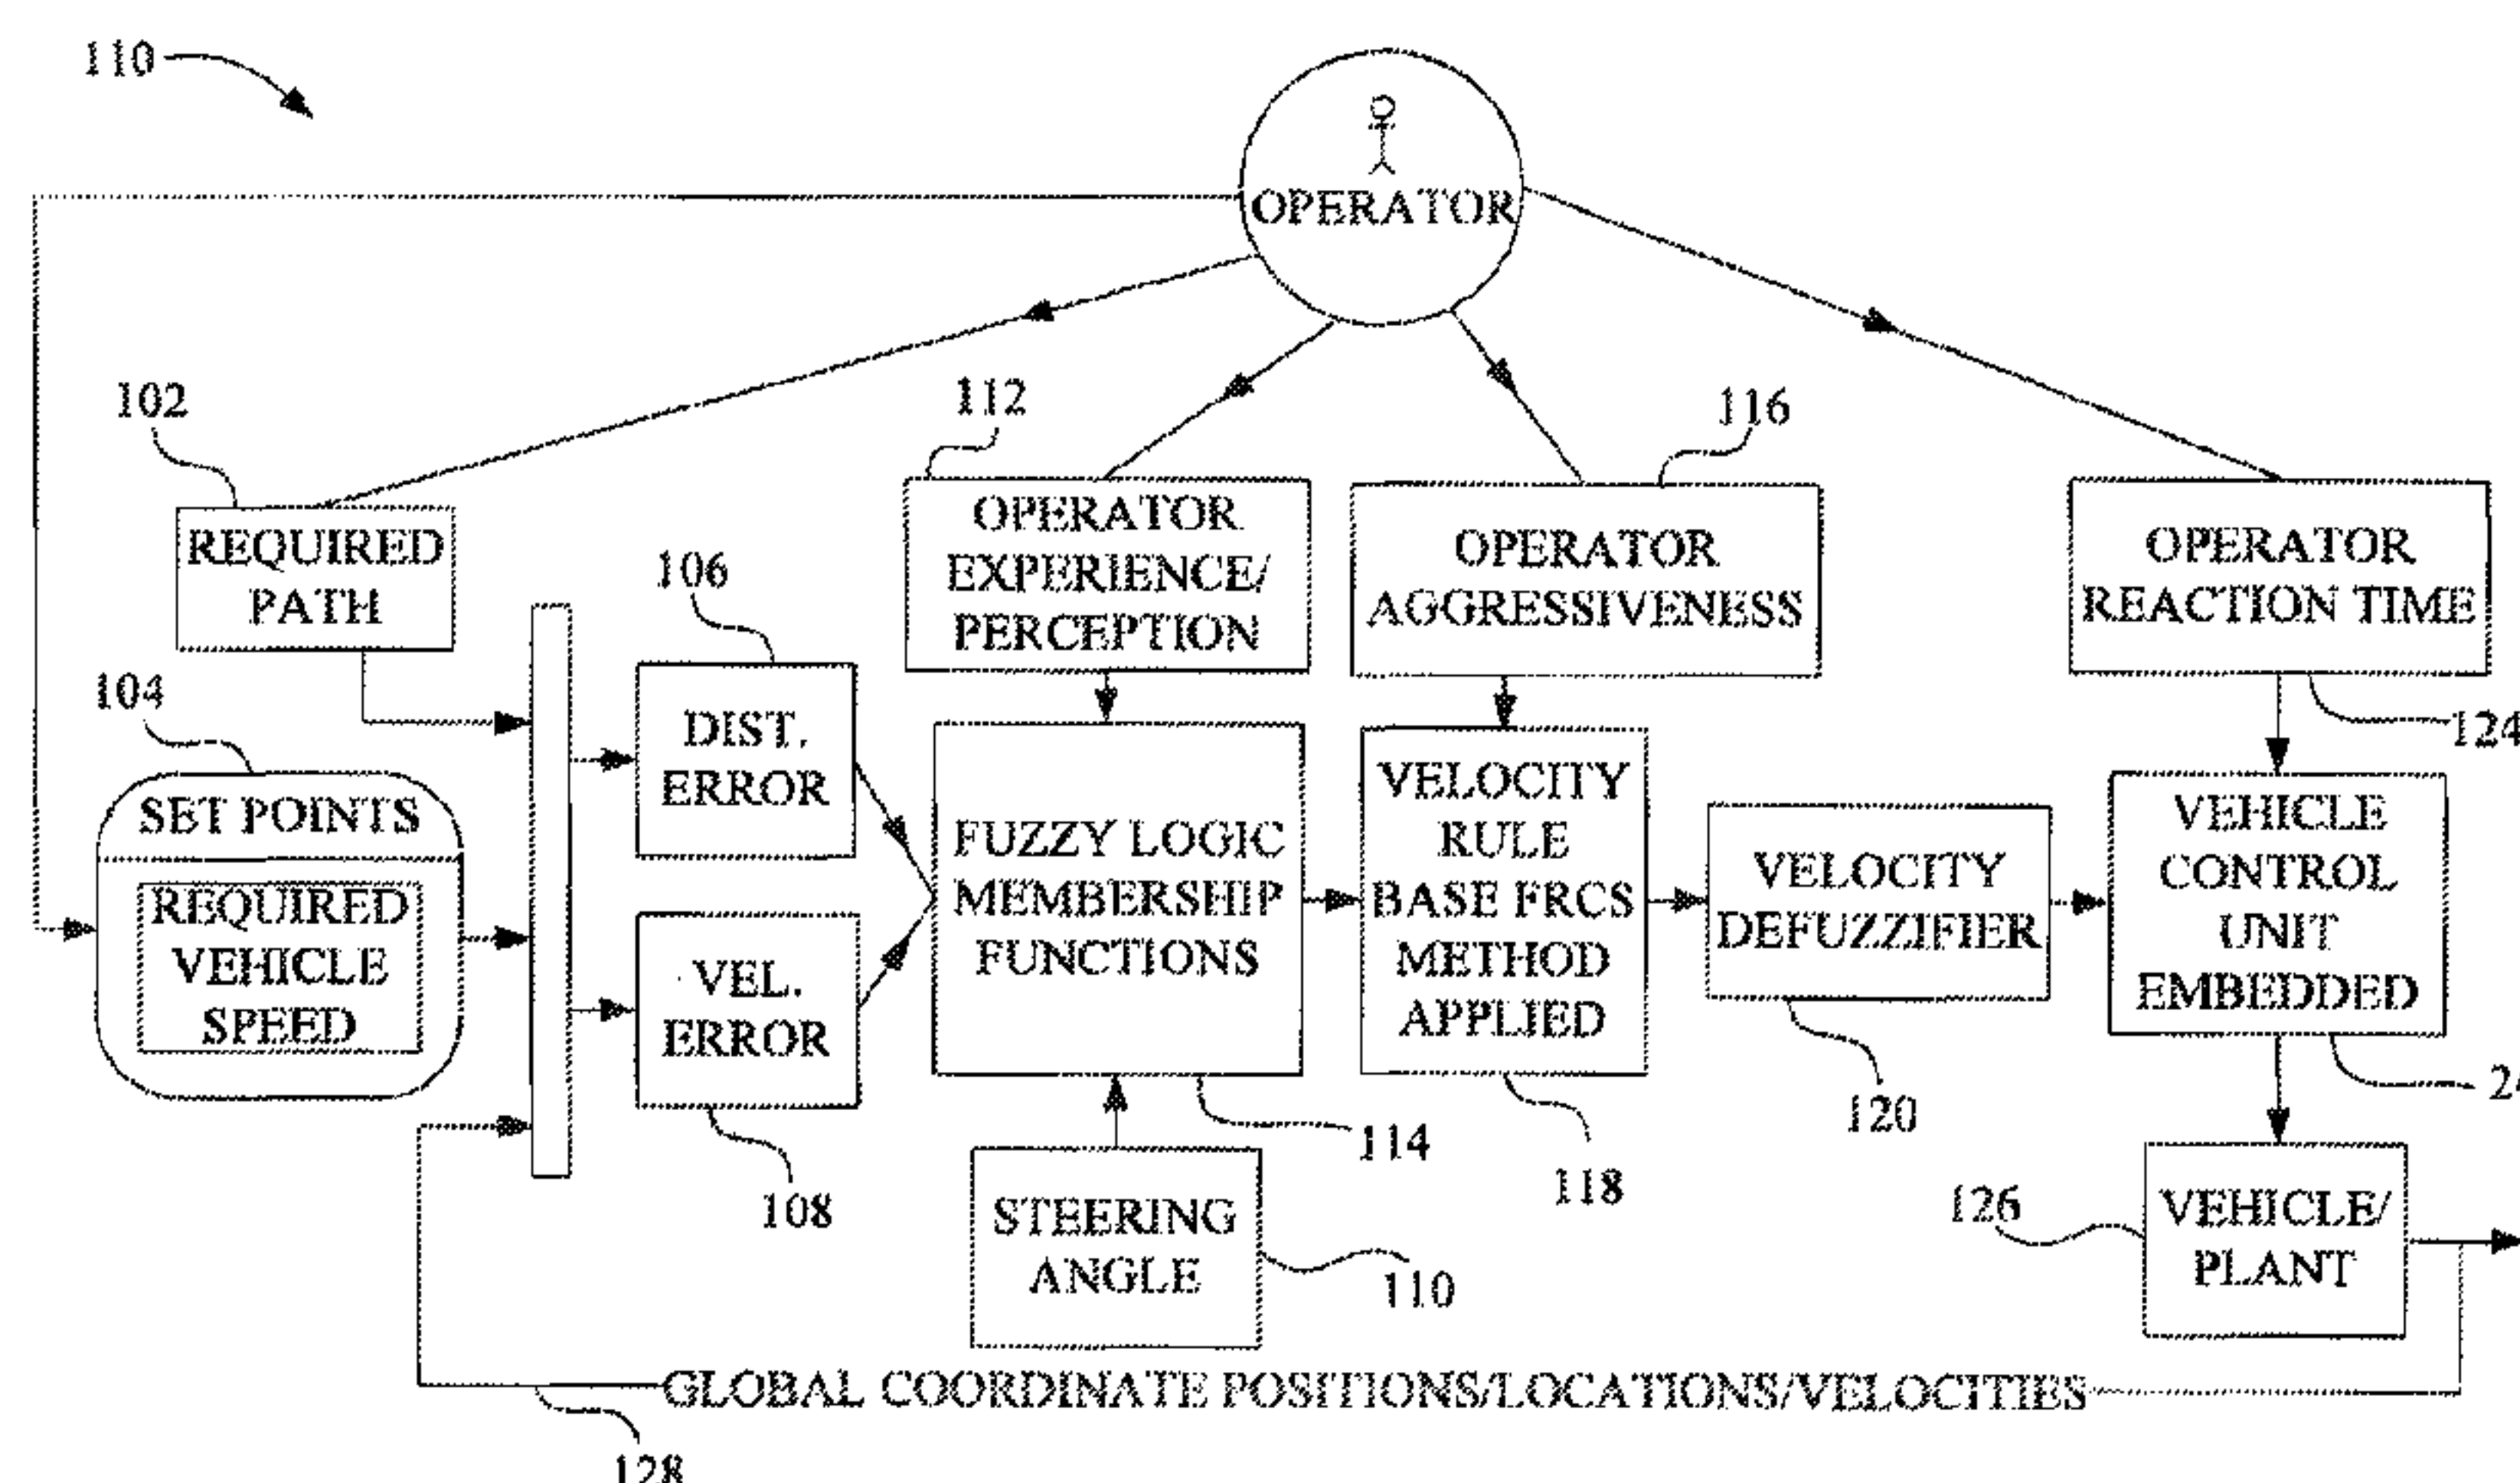 110
OPERATOR
102
112
116
REQUIRED
PATH
OPERATOR
EXPERIENCE/
PERCEPTION
OPERATOR
AGGRESSIVENESS
OPERATOR
REACTION TIME
106
104
124
DIST.
ERROR
SET POINTS
REQUIRED
VEHICLE
SPEED
VEL.
ERROR
FUZZY LOGIC
MEMBERSHIP
FUNCTIONS
VELOCITY
RULE
BASE FRCS
METHOD
APPLIED
VELOCITY
DEFUZZIFIER
VEHICLE
CONTROL
UNIT
EMBEDDED
108
114
118
120
STEERING
ANGLE
110
126
VEHICLE/
PLANT
GLOBAL COORDINATE POSITIONS/LOCATIONS/VELOCITIES
128